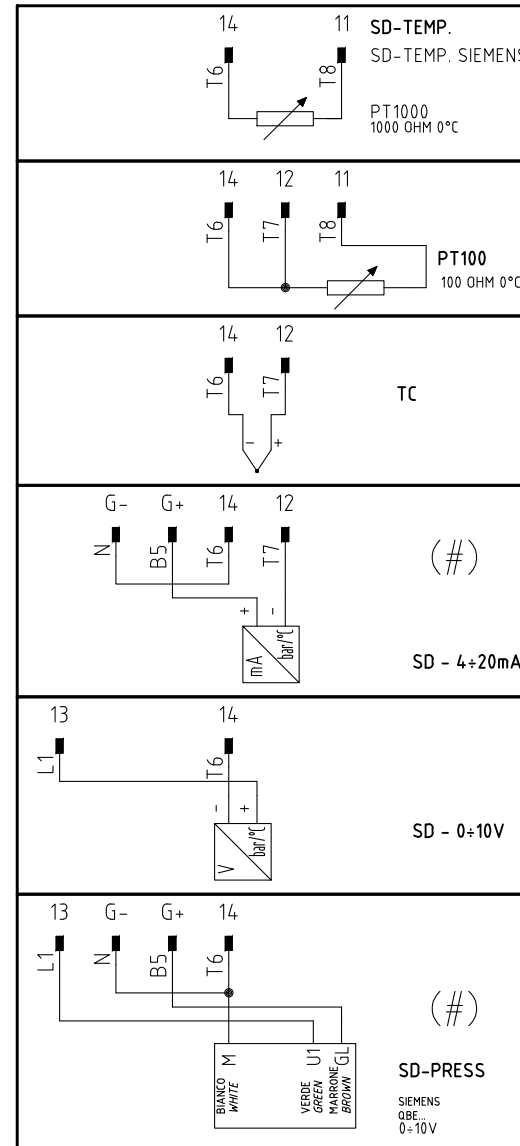 14 11 SD-TEMP.
SD-TEMP. SIEMENS
T6 T8
PT1000
1000 OHM 0°C
14 12 11
T6 T7 T8
PT100
100 OHM 0°C
14 12
T6 T7
TC
- +
G- G+ 14 12
N B5 T6 T7
(#)
+ -
mA bar/°C
SD - 4÷20mA
13 14
L1 T6
- +
V bar/°C
SD - 0÷10V
13 G- G+ 14
L1 N B5 T6
(#)
M U1 GL
BIANCO
WHITE
VERDE
GREEN
MARRONE
BROWN
SD-PRESS
SIEMENS
QBE...
0÷10V